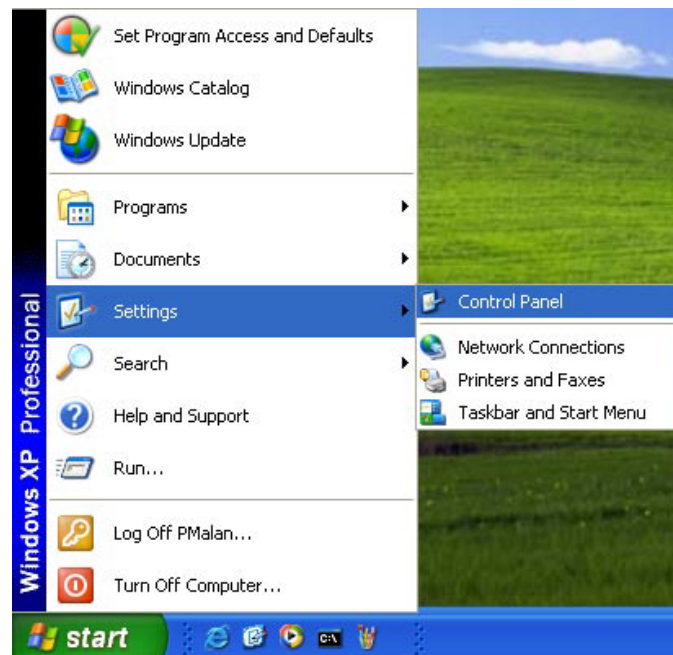 Set Program Access and Defaults
Windows Catalog
Windows Update
Programs
Documents
Settings
Search
Help and Support
Run...
Log Off PMalan...
Turn Off Computer...
Control Panel
Network Connections
Printers and Faxes
Taskbar and Start Menu
Windows XP Professional
start
C:\